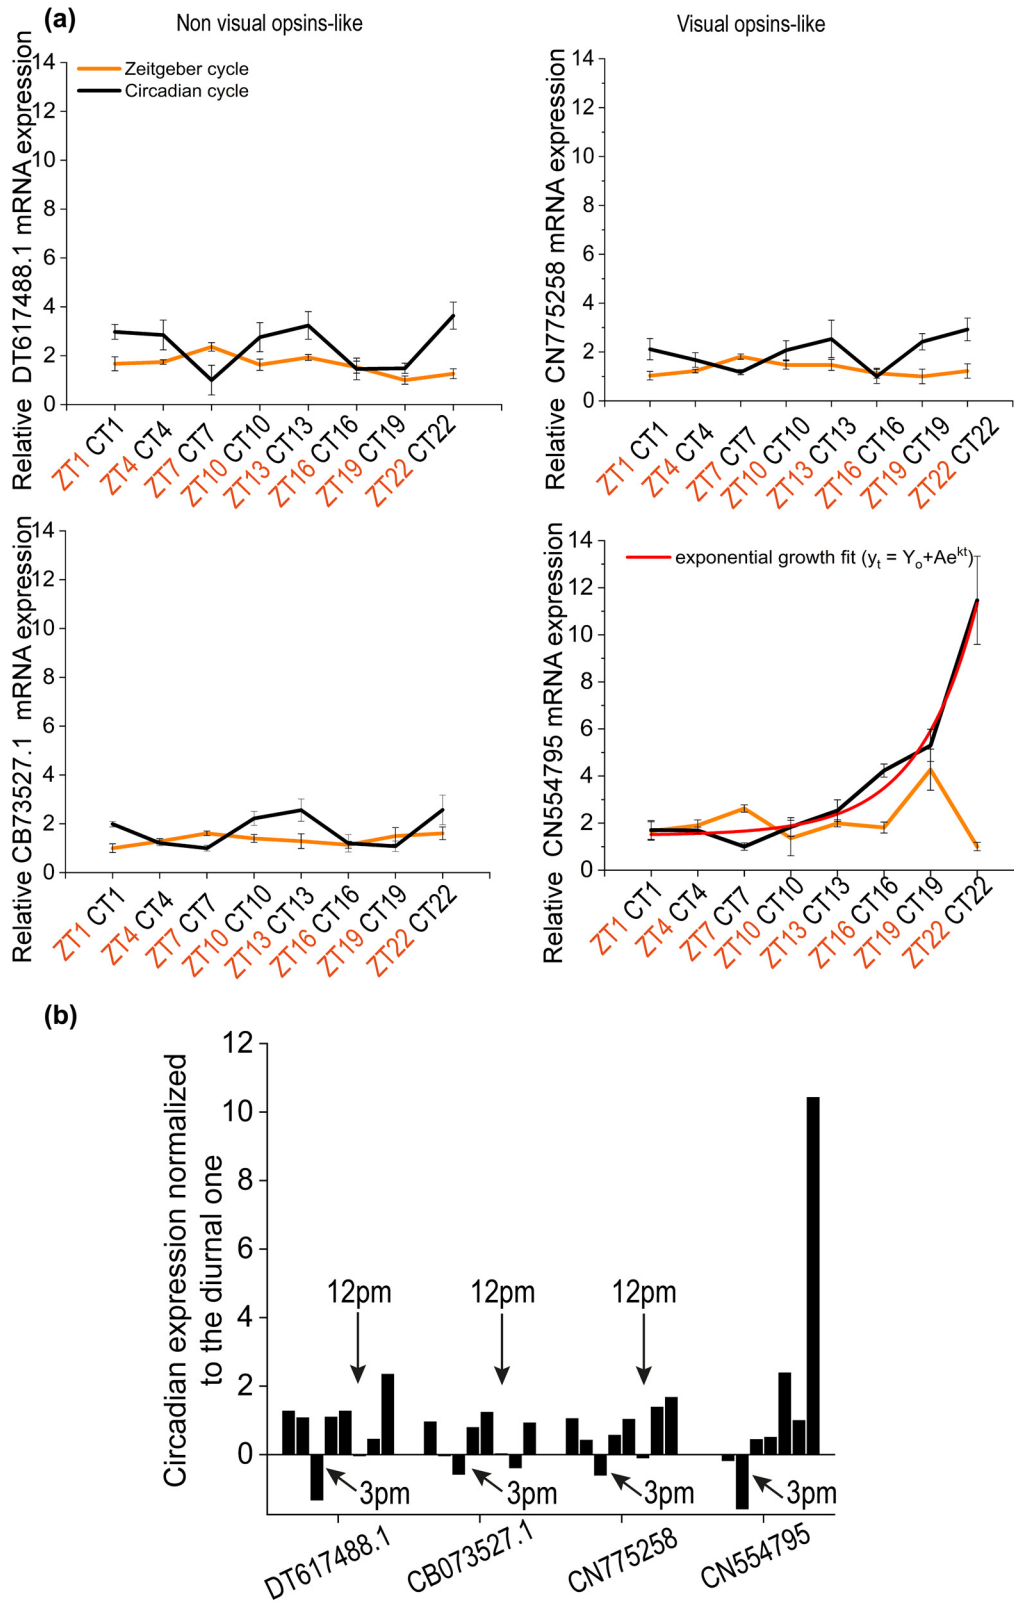 (a)
Non visual opsins-like
Visual opsins-like
Relative DT617488.1 mRNA expression
14
12
10
8
6
4
2
0
Zeitgeber cycle
Circadian cycle
ZT1 CT1
ZT4 CT4
ZT7 CT7
ZT10 CT10
ZT13 CT13
ZT16 CT16
ZT19 CT19
ZT22 CT22
Relative CN775258 mRNA expression
14
12
10
8
6
4
2
0
ZT1 CT1
ZT4 CT4
ZT7 CT7
ZT10 CT10
ZT13 CT13
ZT16 CT16
ZT19 CT19
ZT22 CT22
Relative CB73527.1 mRNA expression
14
12
10
8
6
4
2
0
ZT1 CT1
ZT4 CT4
ZT7 CT7
ZT10 CT10
ZT13 CT13
ZT16 CT16
ZT19 CT19
ZT22 CT22
Relative CN554795 mRNA expression
14
12
10
8
6
4
2
0
exponential growth fit (yt = Yo+Aekt)
ZT1 CT1
ZT4 CT4
ZT7 CT7
ZT10 CT10
ZT13 CT13
ZT16 CT16
ZT19 CT19
ZT22 CT22
(b)
Circadian expression normalized
to the diurnal one
12
10
8
6
4
2
0
12pm
12pm
12pm
3pm
3pm
3pm
3pm
DT617488.1
CB073527.1
CN775258
CN554795